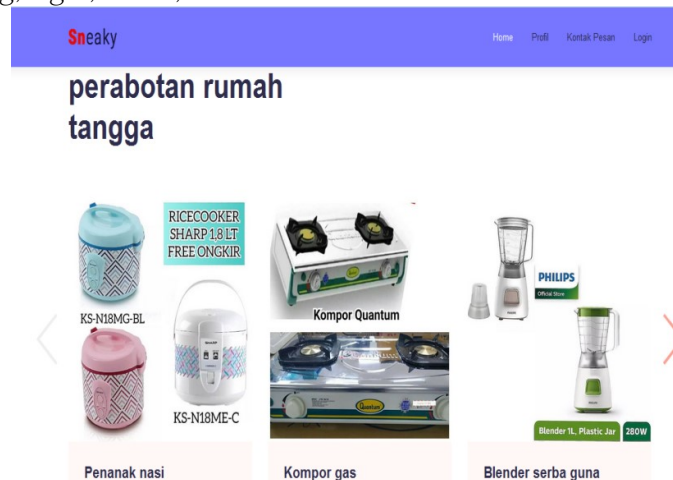 Sneaky
Home Profil Kontak Pesan Login
perabotan rumah
tangga
RICECOOKER
SHARP 1,8 LT
FREE ONGKIR
KS-N18MG-BL
KS-N18ME-C
Kompor Quantum
Quantum
PHILIPS
Official Store
Blender 1L, Plastic Jar 280W
Penanak nasi
Kompor gas
Blender serba guna